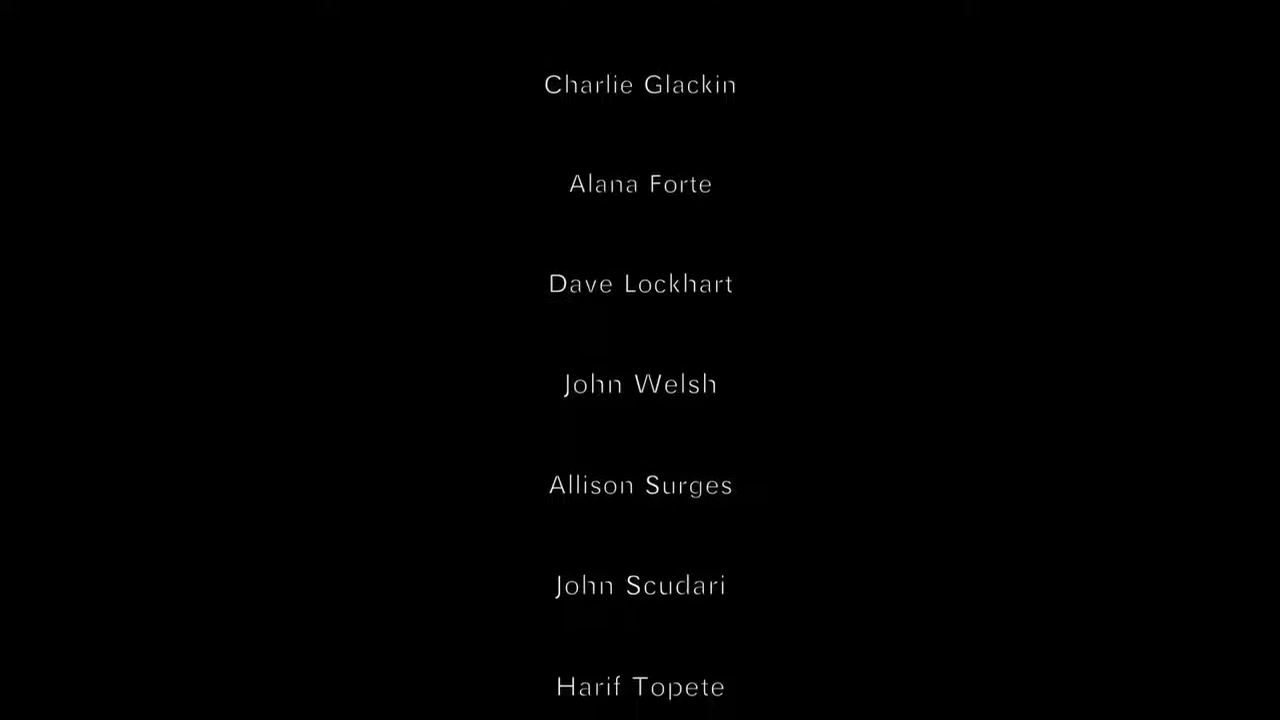 Charlie Glackin
Alana Forte
Dave Lockhart
John Welsh
Allison Surges
John Scudari
Harif Topete